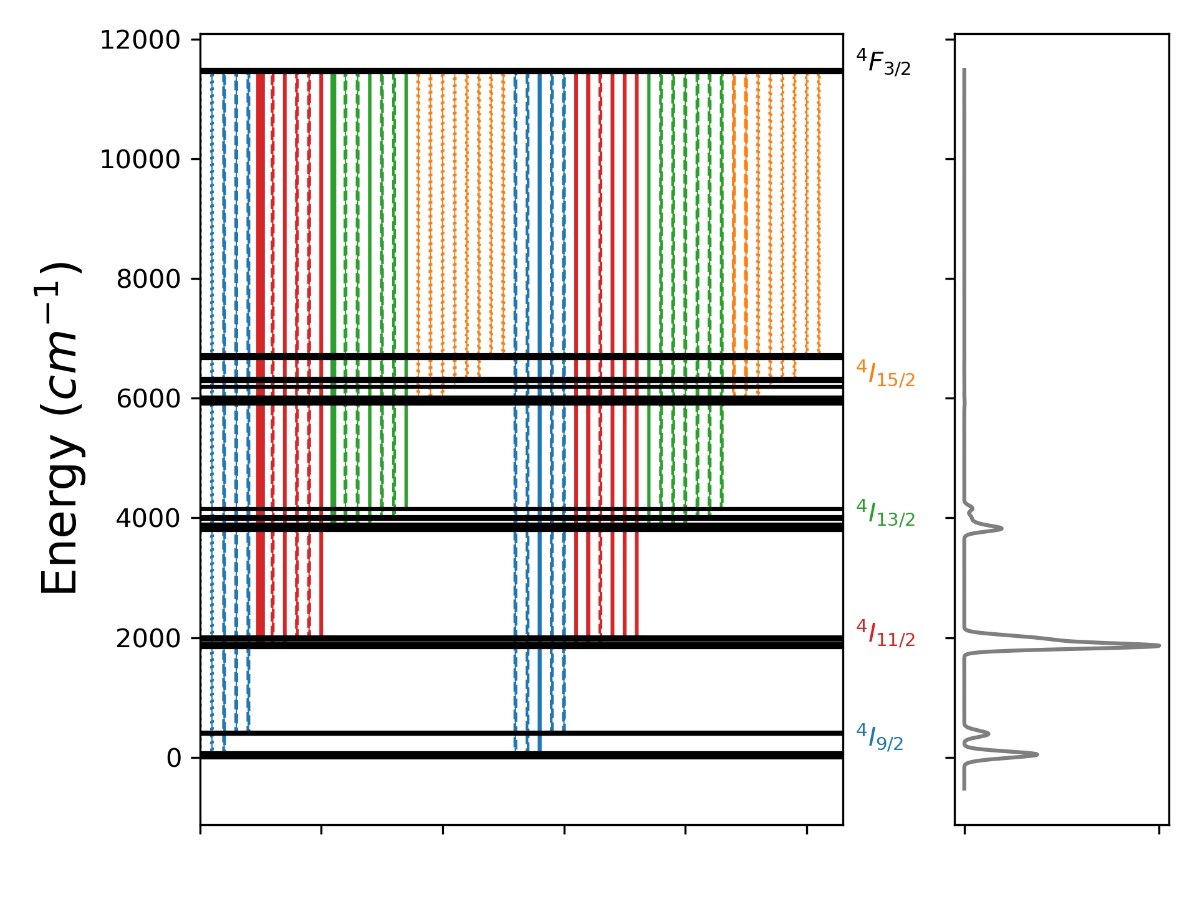 12000
10000
8000
6000
4000
2000
0
Energy (cm⁻¹)
⁴F₃/₂
⁴I₁₅/₂
⁴I₁₃/₂
⁴I₁₁/₂
⁴I₉/₂